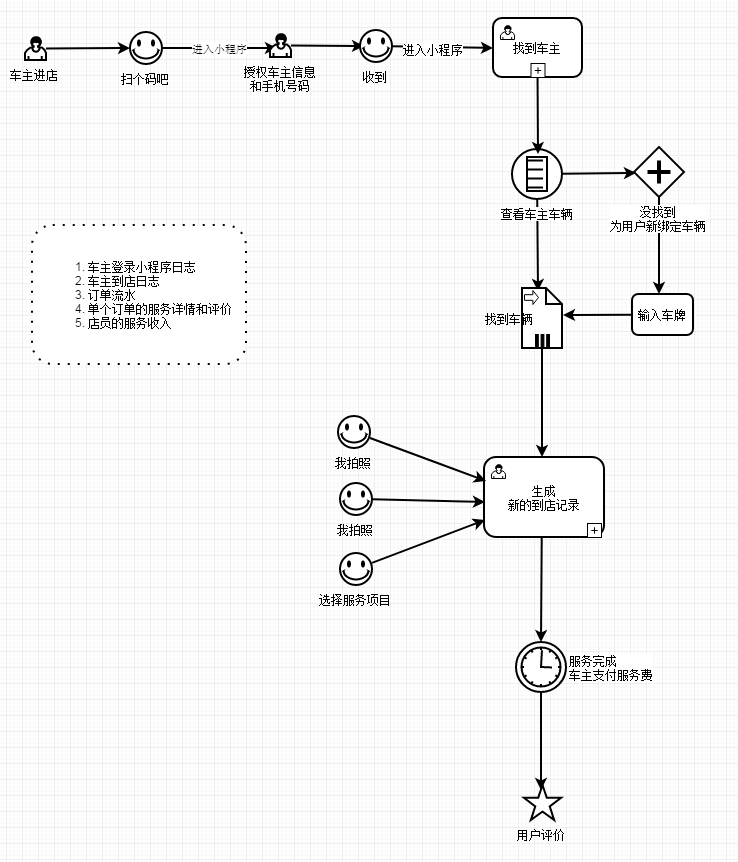 车主进店
扫个码吧
进入小程序
授权车主信息
和手机号码
收到
进入小程序
找到车主
查看车主车辆
没找到
为用户新绑定车辆
找到车辆
输入车牌
1. 车主登录小程序日志
2. 车主到店日志
3. 订单流水
4. 单个订单的服务详情和评价
5. 店员的服务收入
我拍照
我拍照
选择服务项目
生成
新的到店记录
服务完成
车主支付服务费
用户评价